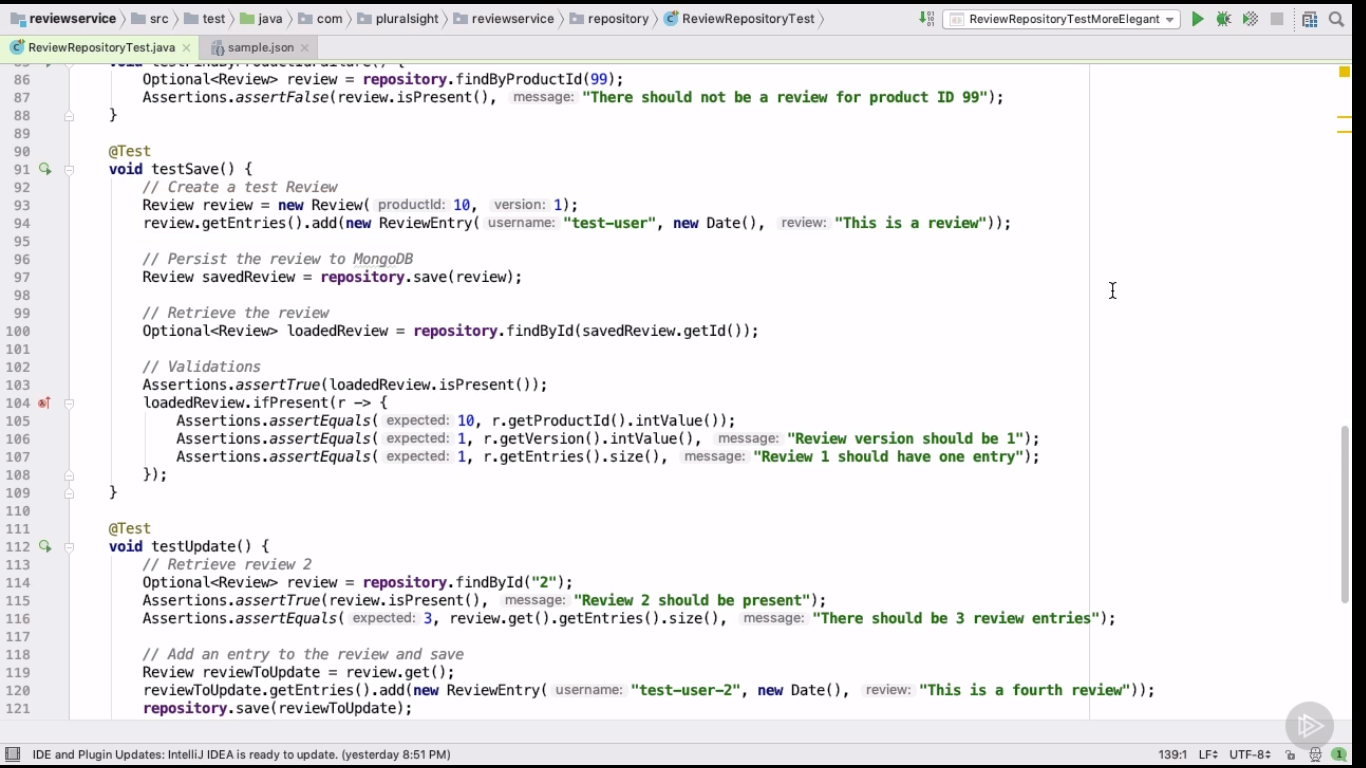 reviewservice src test java com pluralsight reviewservice repository ReviewRepositoryTest ReviewRepositoryTestMoreElegant
ReviewRepositoryTest.java sample.json
86 Optional<Review> review = repository.findByProductId(99);
87 Assertions.assertFalse(review.isPresent(), message: "There should not be a review for product ID 99");
88 }
89
90 @Test
91 void testSave() {
92 // Create a test Review
93 Review review = new Review( productId: 10, version: 1);
94 review.getEntries().add(new ReviewEntry( username: "test-user", new Date(), review: "This is a review"));
95
96 // Persist the review to MongoDB
97 Review savedReview = repository.save(review);
98
99 // Retrieve the review
100 Optional<Review> loadedReview = repository.findById(savedReview.getId());
101
102 // Validations
103 Assertions.assertTrue(loadedReview.isPresent());
104 loadedReview.ifPresent(r -> {
105 Assertions.assertEquals( expected: 10, r.getProductId().intValue());
106 Assertions.assertEquals( expected: 1, r.getVersion().intValue(), message: "Review version should be 1");
107 Assertions.assertEquals( expected: 1, r.getEntries().size(), message: "Review 1 should have one entry");
108 });
109 }
110
111 @Test
112 void testUpdate() {
113 // Retrieve review 2
114 Optional<Review> review = repository.findById("2");
115 Assertions.assertTrue(review.isPresent(), message: "Review 2 should be present");
116 Assertions.assertEquals( expected: 3, review.get().getEntries().size(), message: "There should be 3 review entries");
117
118 // Add an entry to the review and save
119 Review reviewToUpdate = review.get();
120 reviewToUpdate.getEntries().add(new ReviewEntry( username: "test-user-2", new Date(), review: "This is a fourth review"));
121 repository.save(reviewToUpdate);
IDE and Plugin Updates: IntelliJ IDEA is ready to update. (yesterday 8:51 PM) 139:1 LF UTF-8 1